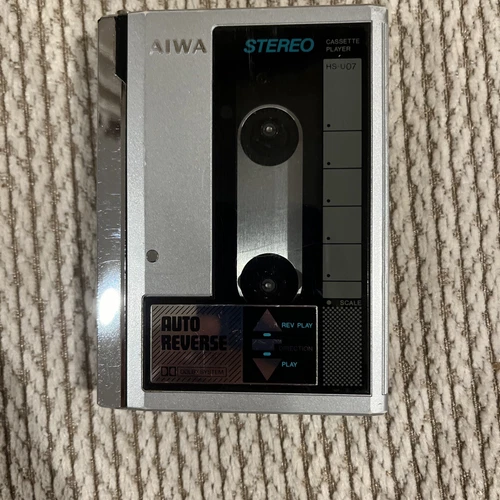 AIWA
STEREO
CASSETTE
PLAYER
HS-U07
SCALE
AUTO
REVERSE
REV PLAY
DIRECTION
PLAY